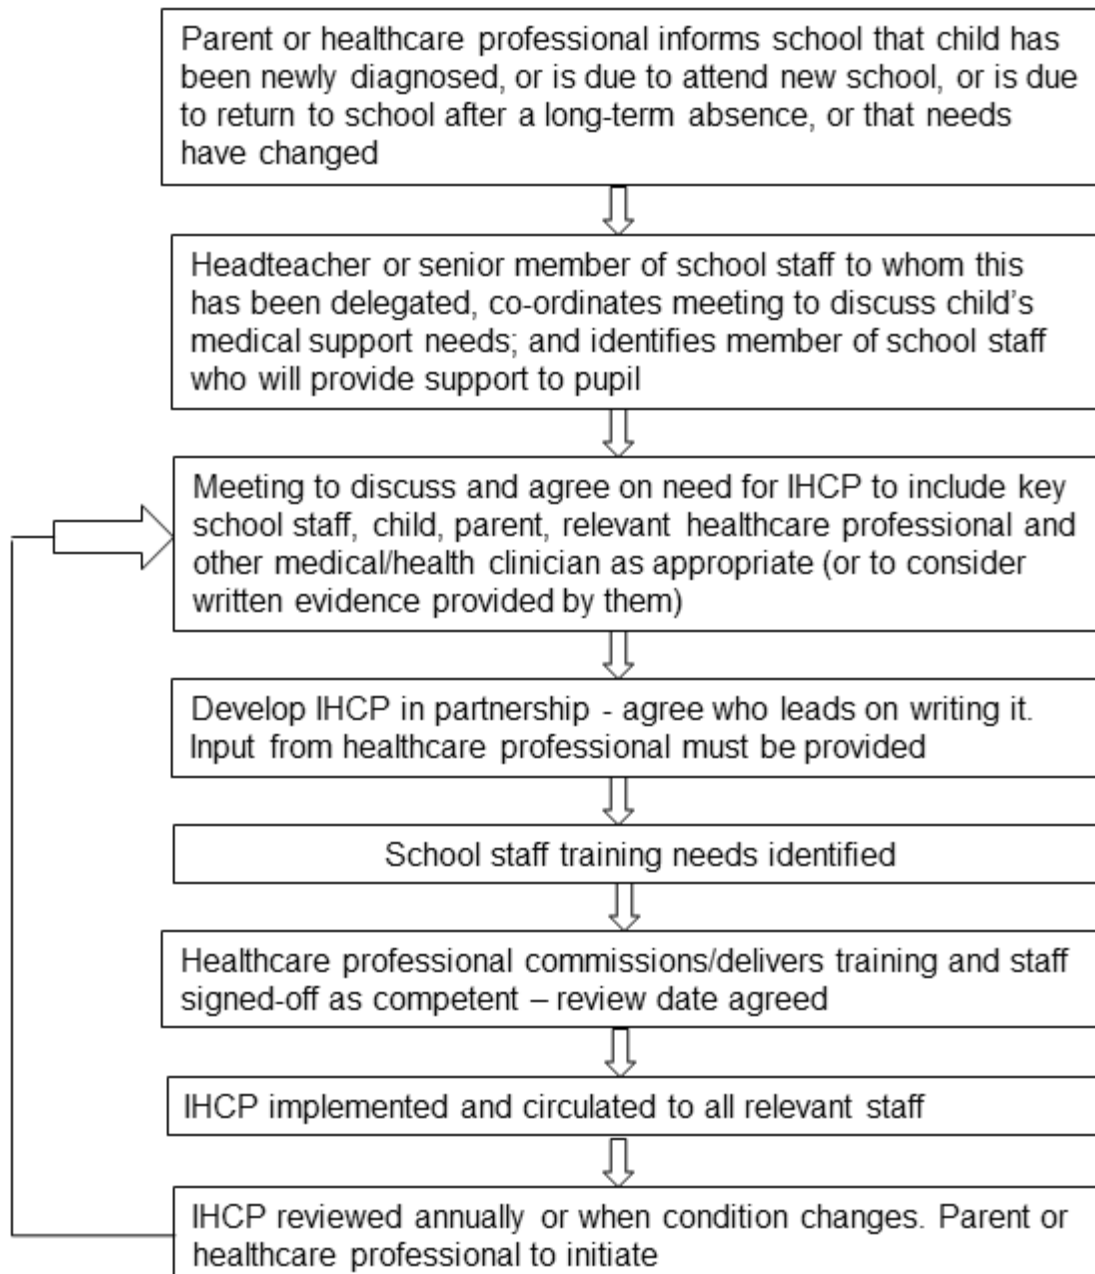 Parent or healthcare professional informs school that child has
been newly diagnosed, or is due to attend new school, or is due
to return to school after a long-term absence, or that needs
have changed
Headteacher or senior member of school staff to whom this
has been delegated, co-ordinates meeting to discuss child's
medical support needs; and identifies member of school staff
who will provide support to pupil
Meeting to discuss and agree on need for IHCP to include key
school staff, child, parent, relevant healthcare professional and
other medical/health clinician as appropriate (or to consider
written evidence provided by them)
Develop IHCP in partnership - agree who leads on writing it.
Input from healthcare professional must be provided
School staff training needs identified
Healthcare professional commissions/delivers training and staff
signed-off as competent – review date agreed
IHCP implemented and circulated to all relevant staff
IHCP reviewed annually or when condition changes. Parent or
healthcare professional to initiate